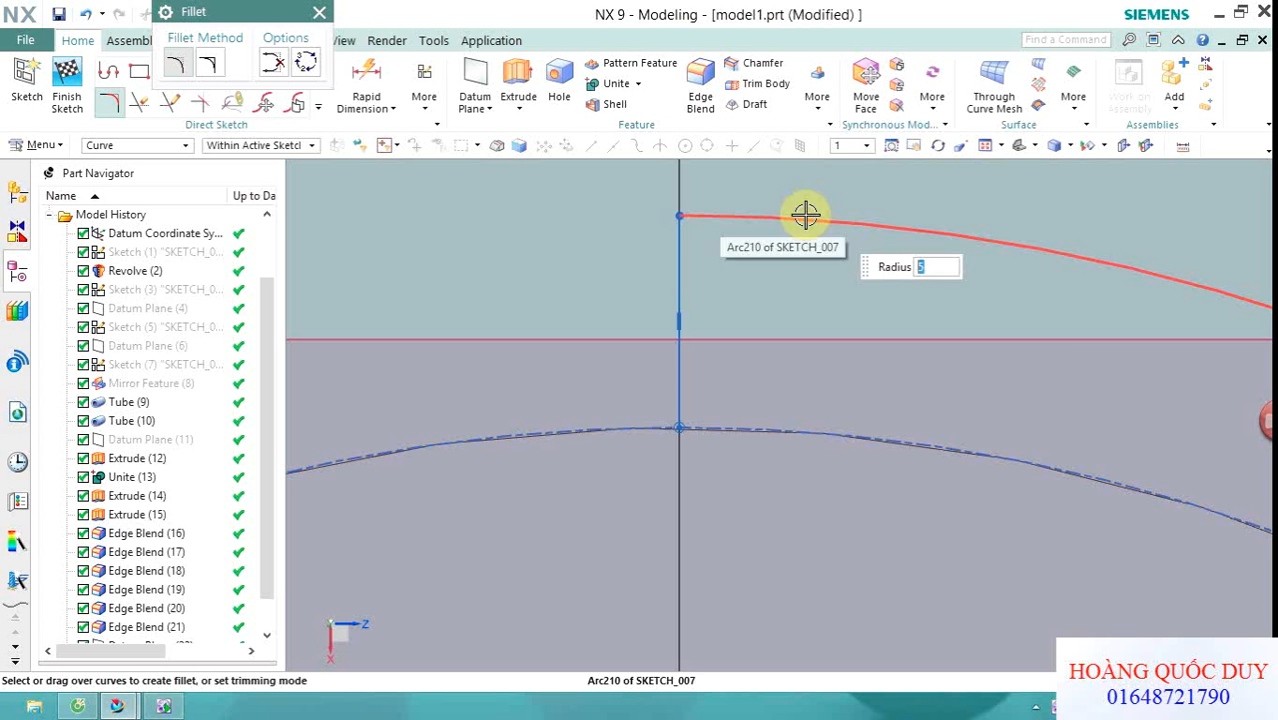 NX
Fillet
NX 9 - Modeling - [model1.prt (Modified) ]
SIEMENS
File
Home
Assemb
View
Render
Tools
Application
Find a Command
Fillet Method
Options
Sketch
Finish
Sketch
Direct Sketch
Rapid
Dimension
More
Datum
Plane
Extrude
Hole
Pattern Feature
Unite
Shell
Edge
Blend
Chamfer
Trim Body
Draft
More
Feature
Move
Face
More
Synchronous Mod...
Through
Curve Mesh
More
Surface
Work on
Assembly
Add
Assemblies
Menu
Curve
Within Active Sketcl
1
Part Navigator
Name
Up to Da
Model History
Datum Coordinate Sy...
Sketch (1) "SKETCH_0...
Revolve (2)
Sketch (3) "SKETCH_0...
Datum Plane (4)
Sketch (5) "SKETCH_0...
Datum Plane (6)
Sketch (7) "SKETCH_0...
Mirror Feature (8)
Tube (9)
Tube (10)
Datum Plane (11)
Extrude (12)
Unite (13)
Extrude (14)
Extrude (15)
Edge Blend (16)
Edge Blend (17)
Edge Blend (18)
Edge Blend (19)
Edge Blend (20)
Edge Blend (21)
Arc210 of SKETCH_007
Radius 5
Z
X
Select or drag over curves to create fillet, or set trimming mode
Arc210 of SKETCH_007
HOÀNG QUỐC DUY
01648721790